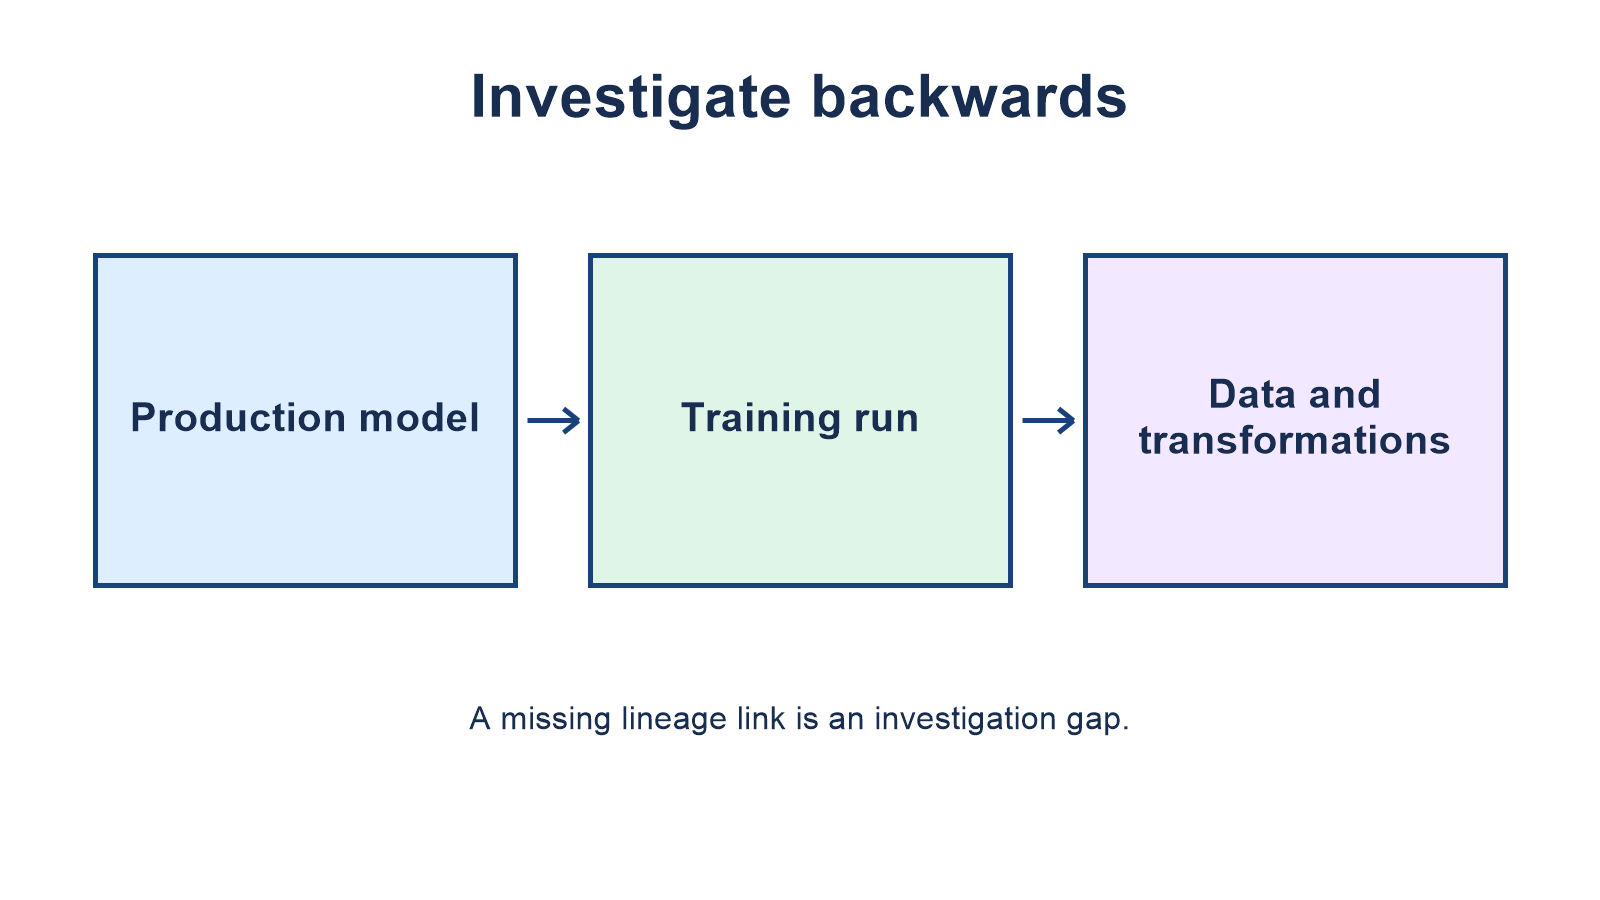 Investigate backwards
Production model
Training run
Data and
transformations
A missing lineage link is an investigation gap.